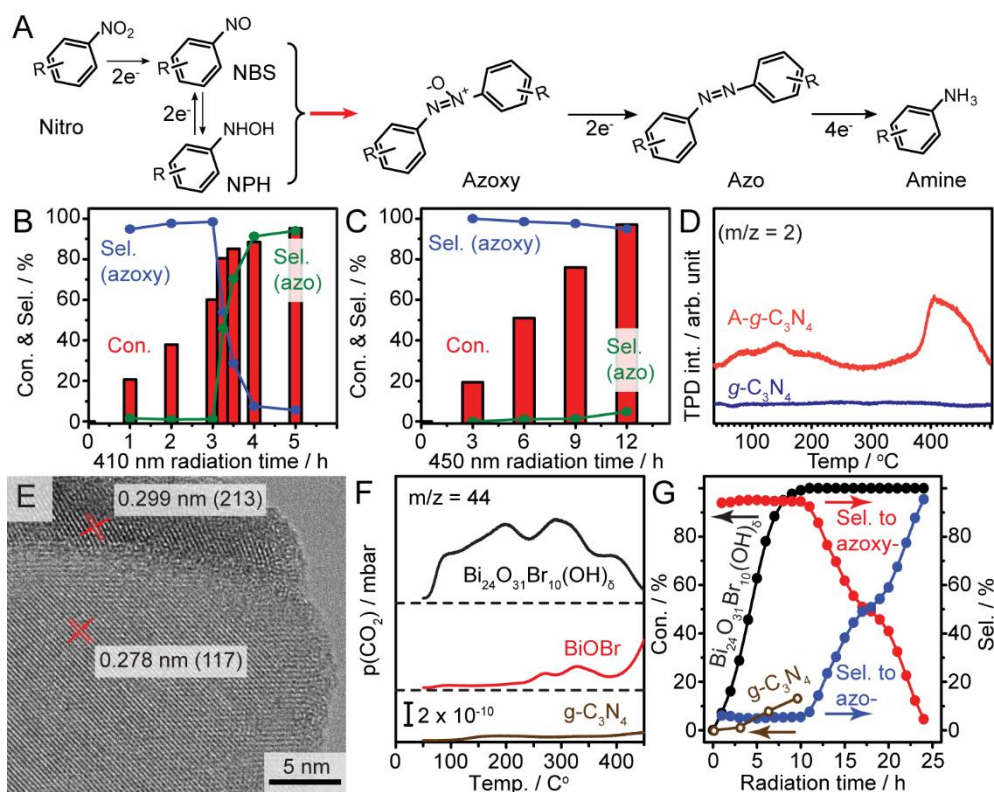 A
NO₂
R
2e⁻
Nitro
NO
NBS
R
2e⁻
NHOH
NPH
R
⁻O
N=N⁺
R
R
Azoxy
2e⁻
N=N
R
R
Azo
4e⁻
NH₃
R
Amine
B
Con. & Sel. / %
100
80
60
40
20
0
Sel.
(azoxy)
Sel.
(azo)
Con.
0 1 2 3 4 5
410 nm radiation time / h
C
Con. & Sel. / %
100
80
60
40
20
0
Sel. (azoxy)
Con.
Sel.
(azo)
0 3 6 9 12
450 nm radiation time / h
D
TPD int. / arb. unit
(m/z = 2)
A-g-C₃N₄
g-C₃N₄
100 200 300 400
Temp / °C
E
0.299 nm (213)
0.278 nm (117)
5 nm
F
p(CO₂) / mbar
m/z = 44
Bi₂₄O₃₁Br₁₀(OH)δ
BiOBr
2 x 10⁻¹⁰
g-C₃N₄
0 100 200 300 400
Temp. / C°
G
Con. / %
100
80
60
40
20
0
Bi₂₄O₃₁Br₁₀(OH)δ
Sel. to
azoxy-
g-C₃N₄
Sel. to
azo-
80
60
40
20
0
Sel. / %
0 5 10 15 20 25
Radiation time / h